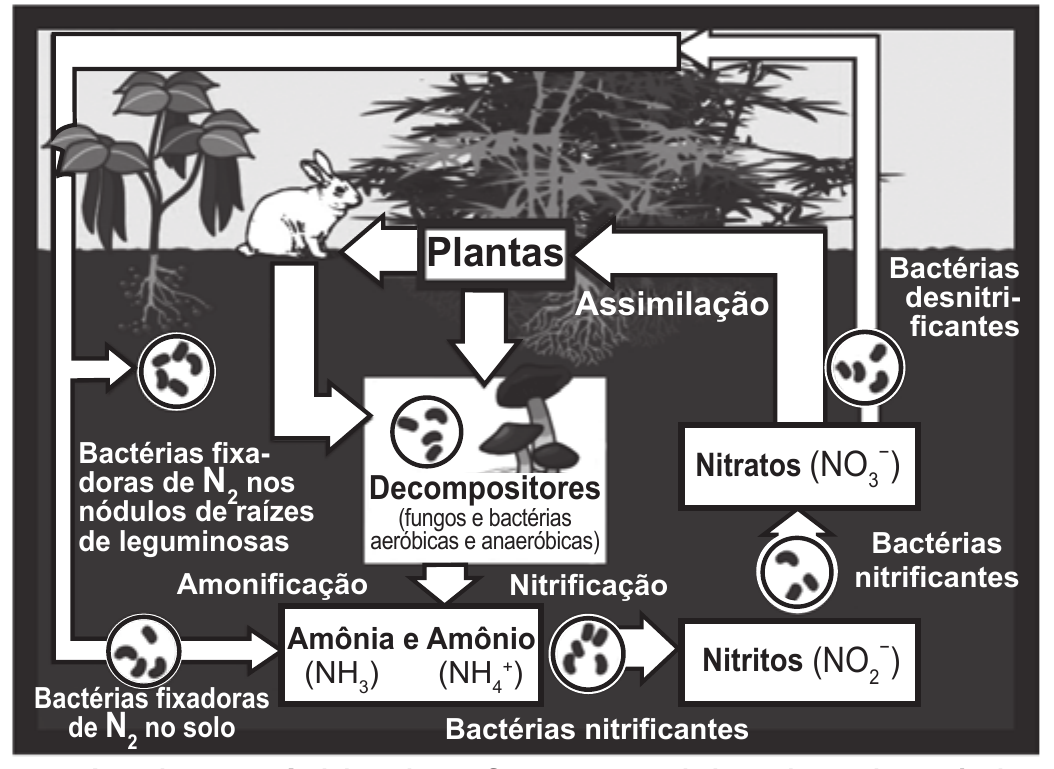 Plantas
Assimilação
Bactérias
desnitri-
ficantes
Bactérias fixa-
doras de N2 nos
nódulos de raízes
de leguminosas
Decompositores
(fungos e bactérias
aeróbicas e anaeróbicas)
Nitratos (NO3⁻)
Bactérias
nitrificantes
Amonificação
Nitrificação
Amônia e Amônio
(NH3) (NH4⁺)
Nitritos (NO2⁻)
Bactérias fixadoras
de N2 no solo
Bactérias nitrificantes